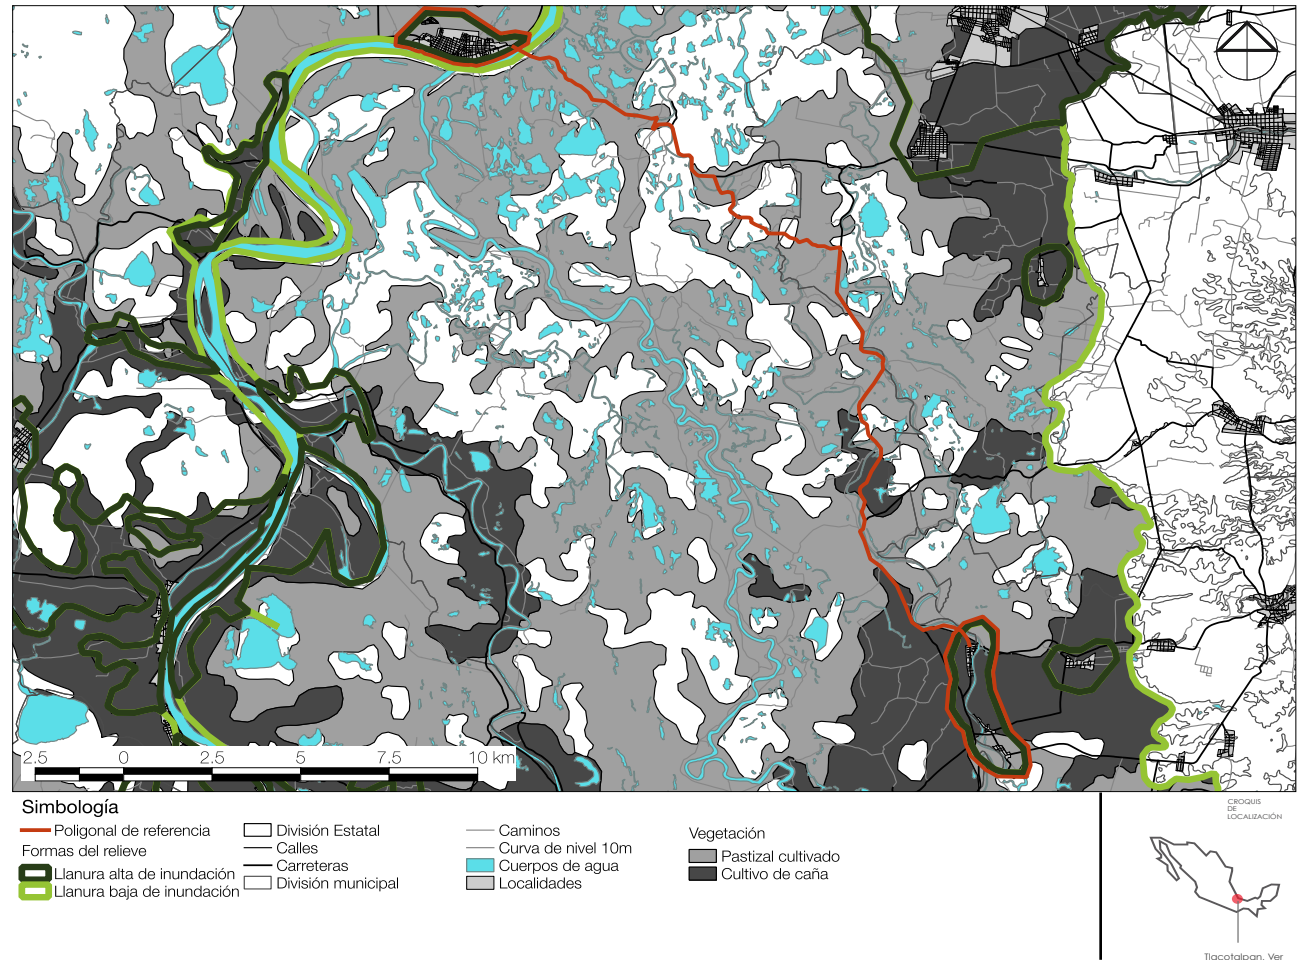 2.5 0 2.5 5 7.5 10 km
Simbología
Poligonal de referencia
Formas del relieve
Llanura alta de inundación
Llanura baja de inundación
División Estatal
Calles
Carreteras
División municipal
Caminos
Curva de nivel 10m
Cuerpos de agua
Localidades
Vegetación
Pastizal cultivado
Cultivo de caña
CROQUIS
DE
LOCALIZACIÓN
Tlacotalpan, Ver